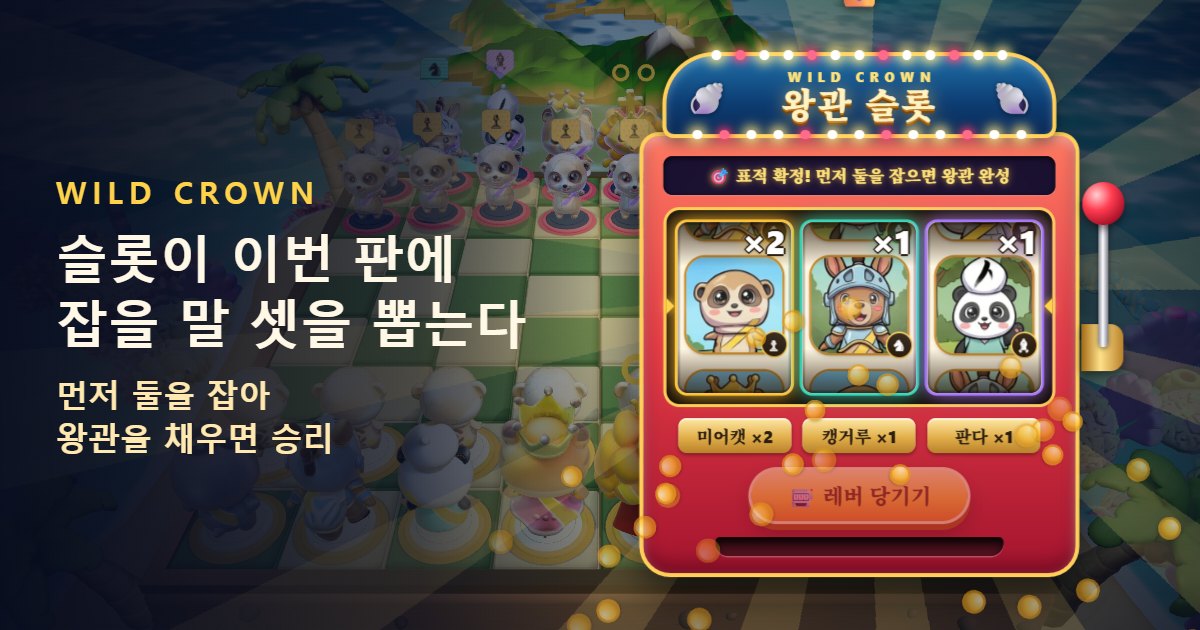 WILD CROWN
슬롯이 이번 판에
잡을 말 셋을 뽑는다
먼저 둘을 잡아
왕관을 채우면 승리
WILD CROWN
왕관 슬롯
표적 확정! 먼저 둘을 잡으면 왕관 완성
×2
×1
×1
미어캣 ×2
캥거루 ×1
판다 ×1
레버 당기기